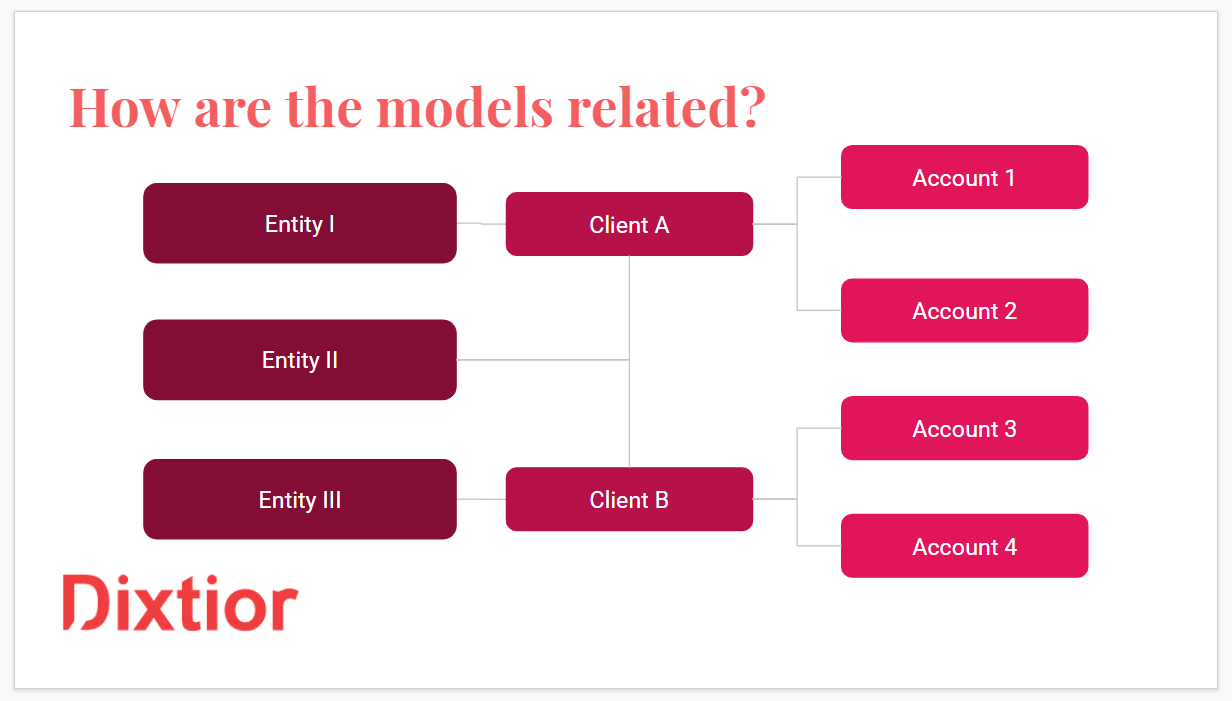 How are the models related?
Entity I
Client A
Account 1
Account 2
Entity II
Account 3
Entity III
Client B
Account 4
Dixtior